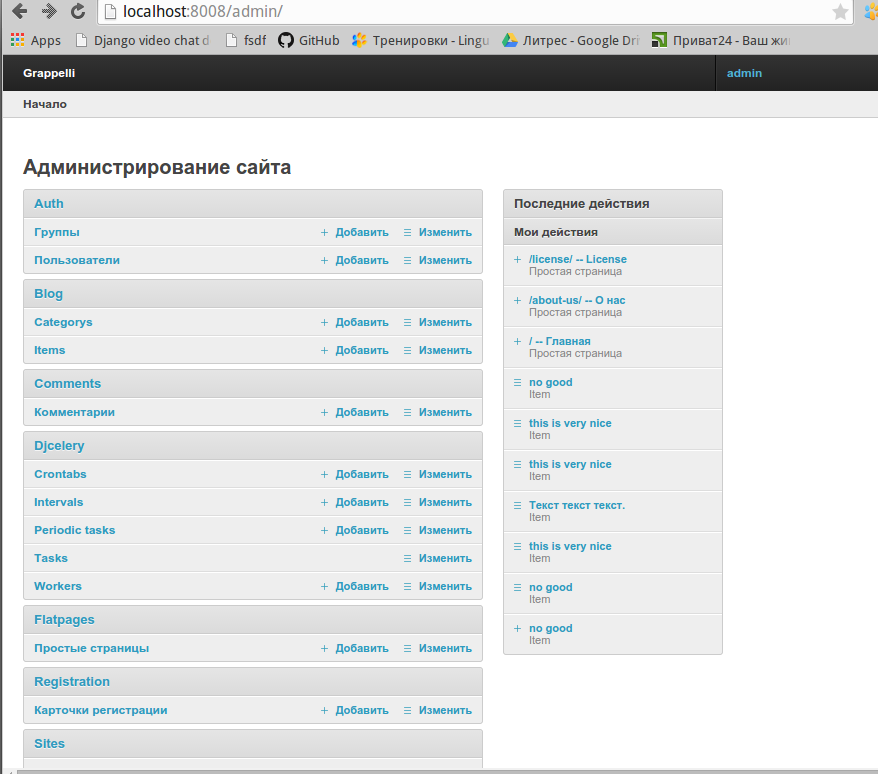 localhost:8008/admin/
Apps Django video chat d fsdf GitHub Тренировки - Lingu Литрес - Google Dri Приват24 - Ваш жи
Grappelli admin
Начало
Администрирование сайта
Auth
Группы + Добавить Изменить
Пользователи + Добавить Изменить
Blog
Categorys + Добавить Изменить
Items + Добавить Изменить
Comments
Комментарии + Добавить Изменить
Djcelery
Crontabs + Добавить Изменить
Intervals + Добавить Изменить
Periodic tasks + Добавить Изменить
Tasks Изменить
Workers + Добавить Изменить
Flatpages
Простые страницы + Добавить Изменить
Registration
Карточки регистрации + Добавить Изменить
Sites
Последние действия
Мои действия
+ /license/ -- License
Простая страница
+ /about-us/ -- О нас
Простая страница
+ / -- Главная
Простая страница
no good
Item
this is very nice
Item
this is very nice
Item
Текст текст текст.
Item
this is very nice
Item
no good
Item
+ no good
Item